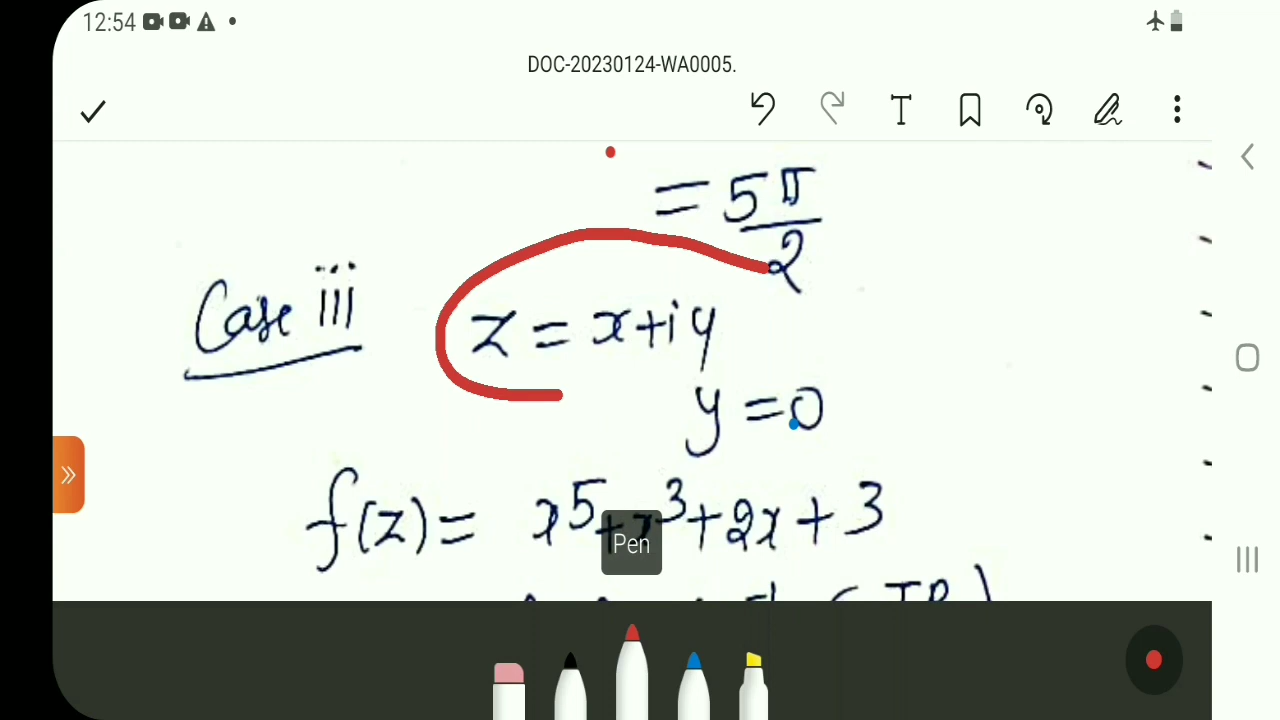 12:54
DOC-20230124-WA0005.
= 5π/2
Case iii z = x+iy
y = 0
f(z) = x⁵+x³+2x+3
Pen